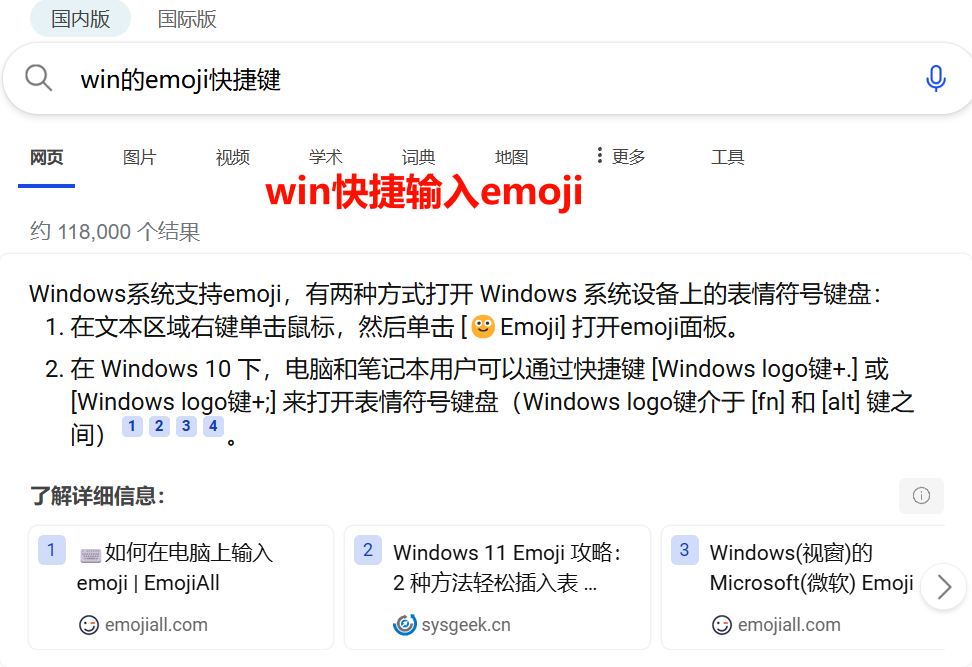 国内版 国际版
win的emoji快捷键
网页 图片 视频 学术 词典 地图 更多 工具
win快捷输入emoji
约 118,000 个结果
Windows系统支持emoji，有两种方式打开 Windows 系统设备上的表情符号键盘：
1. 在文本区域右键单击鼠标，然后单击 [🙂 Emoji] 打开emoji面板。
2. 在 Windows 10 下，电脑和笔记本用户可以通过快捷键 [Windows logo键+.] 或
[Windows logo键+;] 来打开表情符号键盘（Windows logo键介于 [fn] 和 [alt] 键之
间） 1 2 3 4 。
了解详细信息：
1 ⌨️如何在电脑上输入
emoji | EmojiAll
emojiall.com
2 Windows 11 Emoji 攻略：
2 种方法轻松插入表 ...
sysgeek.cn
3 Windows(视窗)的
Microsoft(微软) Emoji
emojiall.com